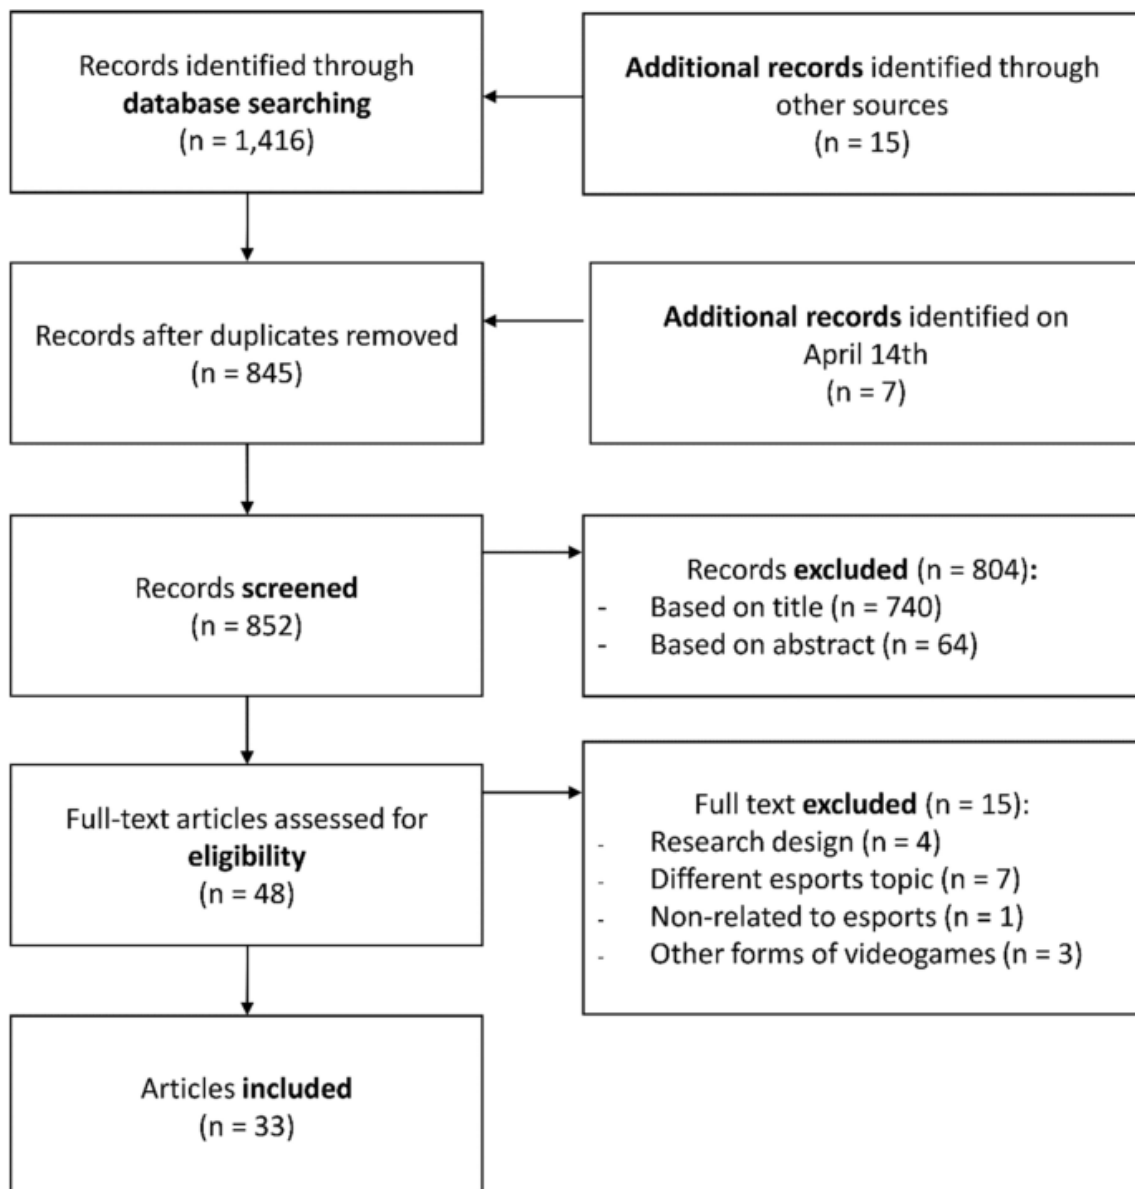 Records identified through
database searching
(n = 1,416)
Additional records identified through
other sources
(n = 15)
Records after duplicates removed
(n = 845)
Additional records identified on
April 14th
(n = 7)
Records screened
(n = 852)
Records excluded (n = 804):
- Based on title (n = 740)
- Based on abstract (n = 64)
Full-text articles assessed for
eligibility
(n = 48)
Full text excluded (n = 15):
- Research design (n = 4)
- Different esports topic (n = 7)
- Non-related to esports (n = 1)
- Other forms of videogames (n = 3)
Articles included
(n = 33)